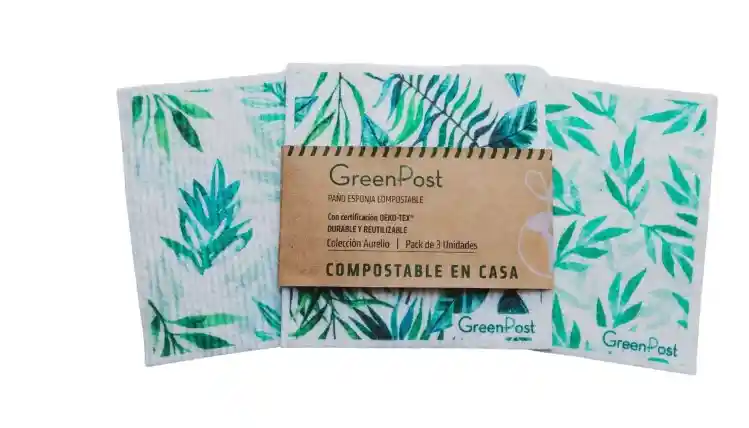 GreenPost
PAÑO ESPONJA COMPOSTABLE
Con certificación OEKO-TEX®
DURABLE Y REUTILIZABLE
Colección Aurelio | Pack de 3 Unidades
COMPOSTABLE EN CASA
GreenPost
GreenPost